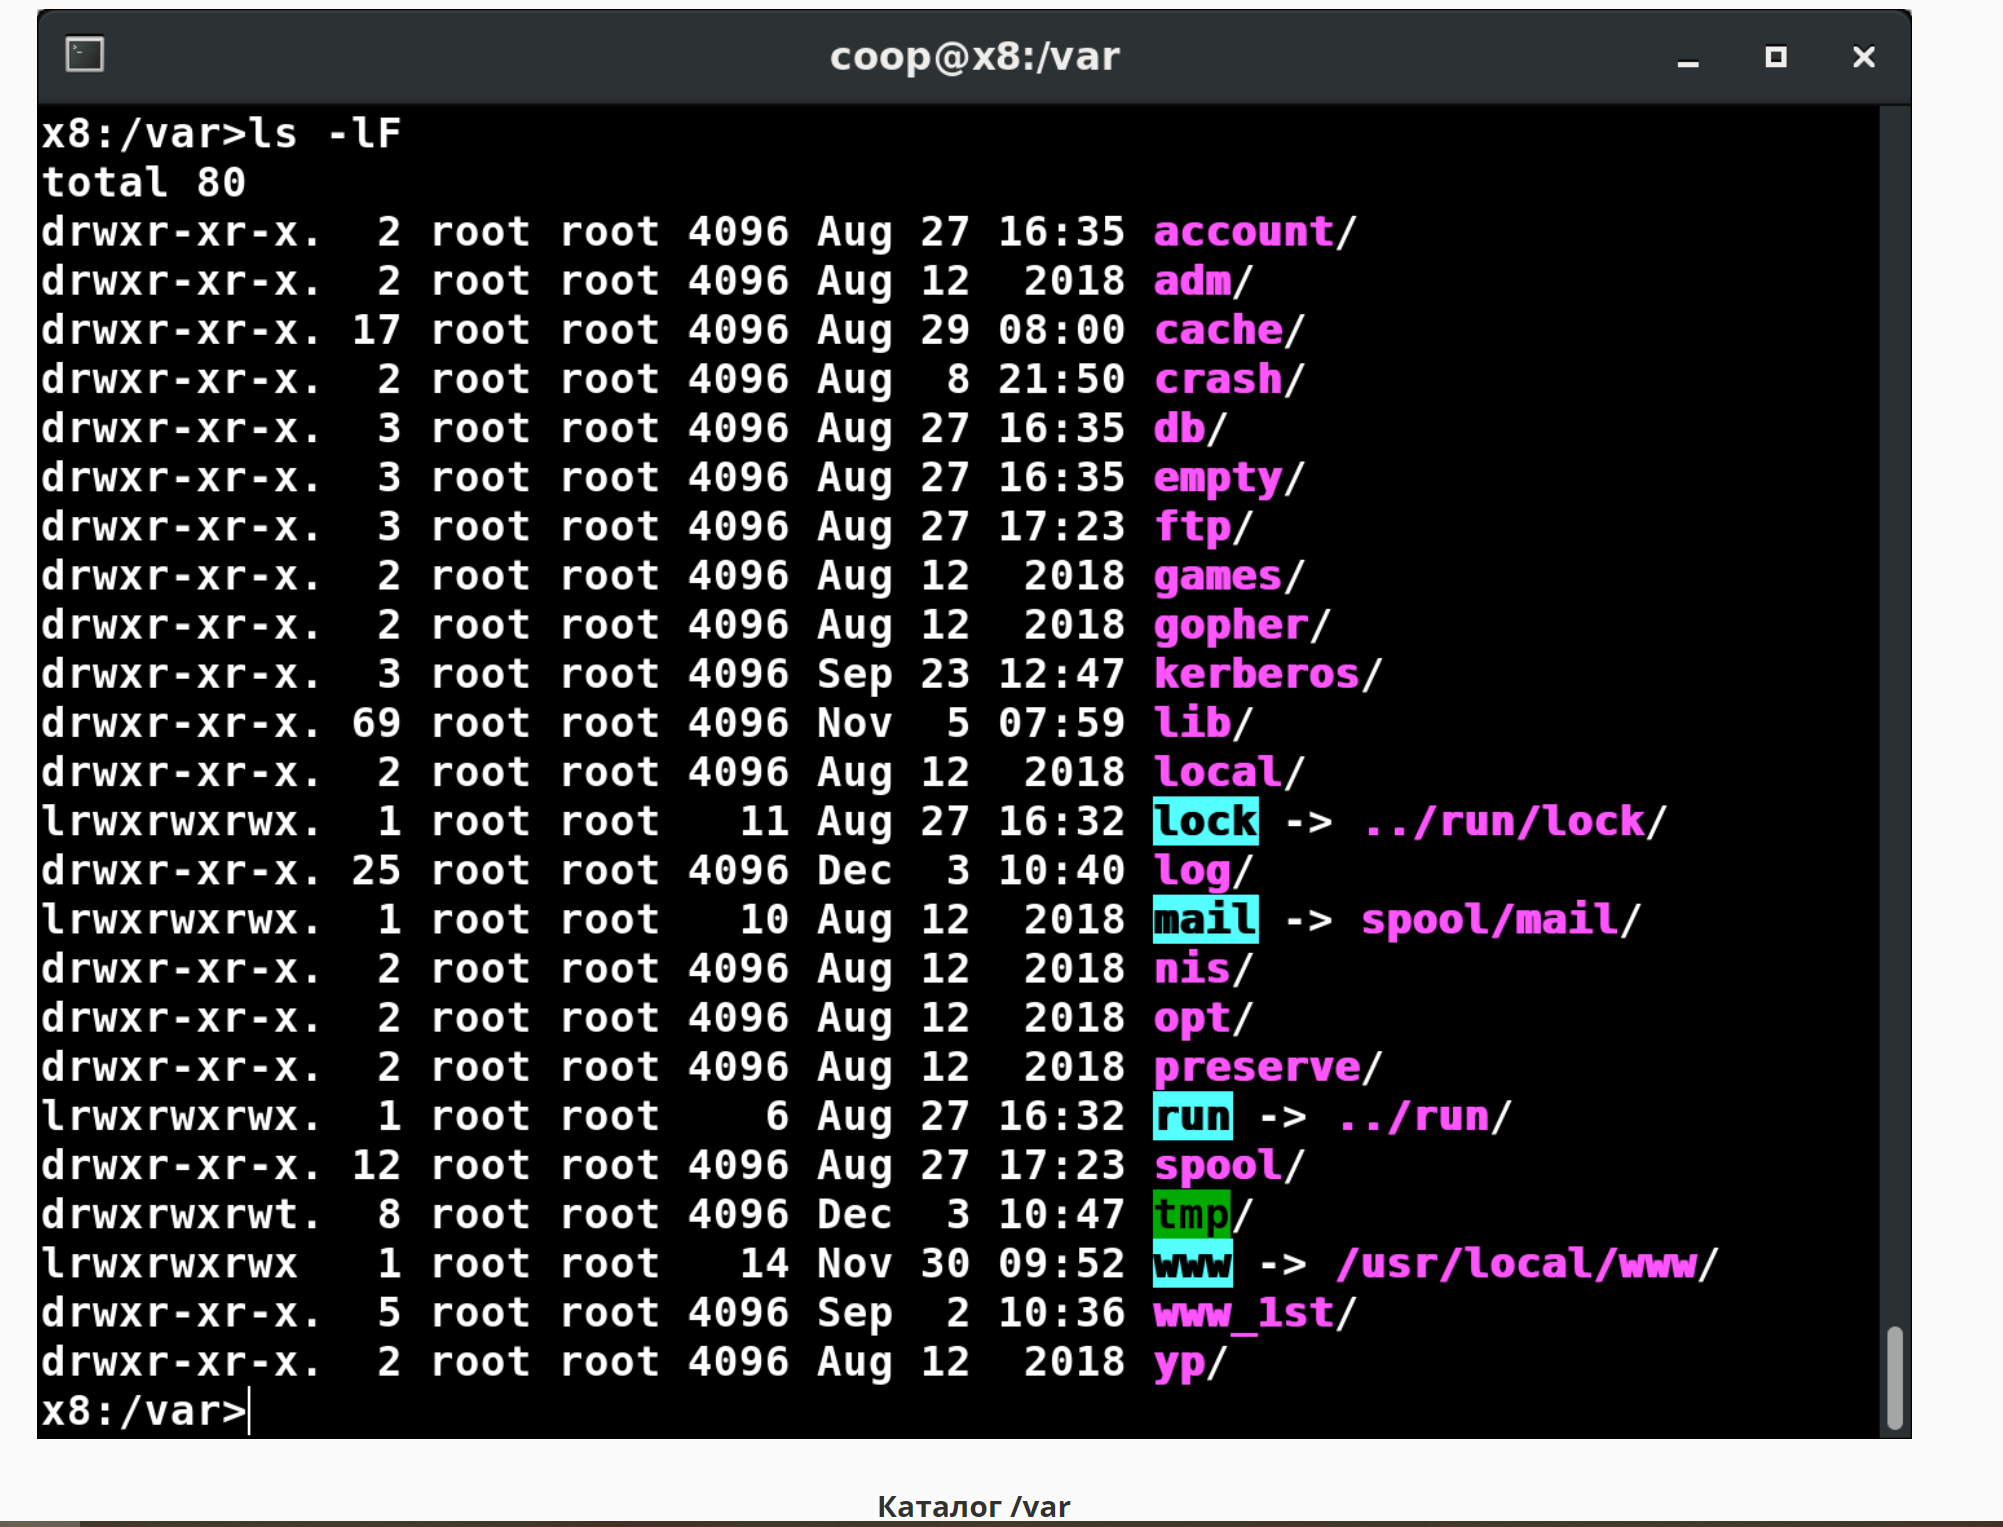 coop@x8:/var
x8:/var>ls -lF
total 80
drwxr-xr-x.  2 root root 4096 Aug 27 16:35 account/
drwxr-xr-x.  2 root root 4096 Aug 12  2018 adm/
drwxr-xr-x. 17 root root 4096 Aug 29 08:00 cache/
drwxr-xr-x.  2 root root 4096 Aug  8 21:50 crash/
drwxr-xr-x.  3 root root 4096 Aug 27 16:35 db/
drwxr-xr-x.  3 root root 4096 Aug 27 16:35 empty/
drwxr-xr-x.  3 root root 4096 Aug 27 17:23 ftp/
drwxr-xr-x.  2 root root 4096 Aug 12  2018 games/
drwxr-xr-x.  2 root root 4096 Aug 12  2018 gopher/
drwxr-xr-x.  3 root root 4096 Sep 23 12:47 kerberos/
drwxr-xr-x. 69 root root 4096 Nov  5 07:59 lib/
drwxr-xr-x.  2 root root 4096 Aug 12  2018 local/
lrwxrwxrwx.  1 root root   11 Aug 27 16:32 lock -> ../run/lock/
drwxr-xr-x. 25 root root 4096 Dec  3 10:40 log/
lrwxrwxrwx.  1 root root   10 Aug 12  2018 mail -> spool/mail/
drwxr-xr-x.  2 root root 4096 Aug 12  2018 nis/
drwxr-xr-x.  2 root root 4096 Aug 12  2018 opt/
drwxr-xr-x.  2 root root 4096 Aug 12  2018 preserve/
lrwxrwxrwx.  1 root root    6 Aug 27 16:32 run -> ../run/
drwxr-xr-x. 12 root root 4096 Aug 27 17:23 spool/
drwxrwxrwt.  8 root root 4096 Dec  3 10:47 tmp/
lrwxrwxrwx   1 root root   14 Nov 30 09:52 www -> /usr/local/www/
drwxr-xr-x.  5 root root 4096 Sep  2 10:36 www_1st/
drwxr-xr-x.  2 root root 4096 Aug 12  2018 yp/
x8:/var>
Каталог /var